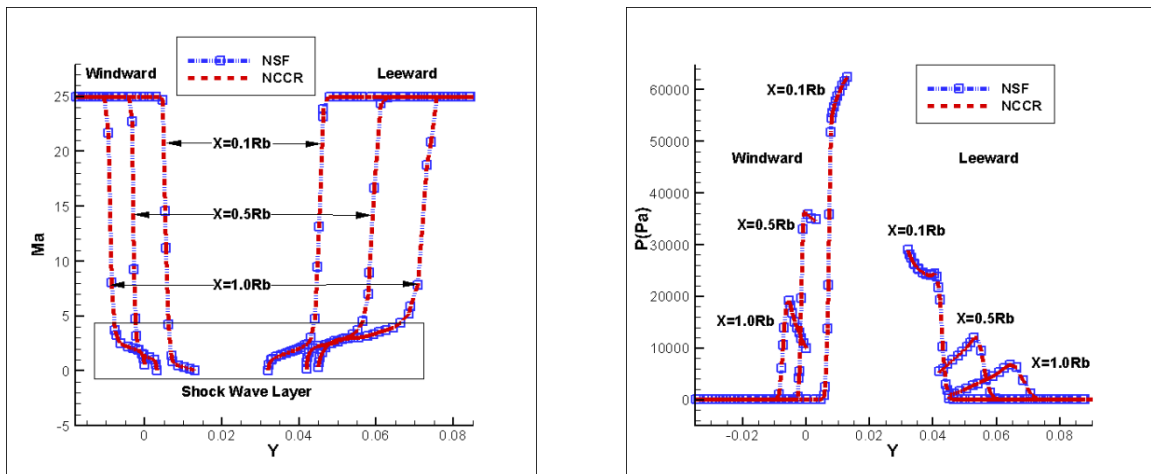 NSF
NCCR
Windward
Leeward
25
20
15
10
5
0
-5
Ma
X=0.1Rb
X=0.5Rb
X=1.0Rb
Shock Wave Layer
0
0.02
0.04
0.06
0.08
Y
NSF
NCCR
Windward
Leeward
60000
50000
40000
30000
20000
10000
0
P(Pa)
X=0.1Rb
X=0.5Rb
X=1.0Rb
X=0.1Rb
X=0.5Rb
X=1.0Rb
-0.02
0
0.02
0.04
0.06
0.08
Y